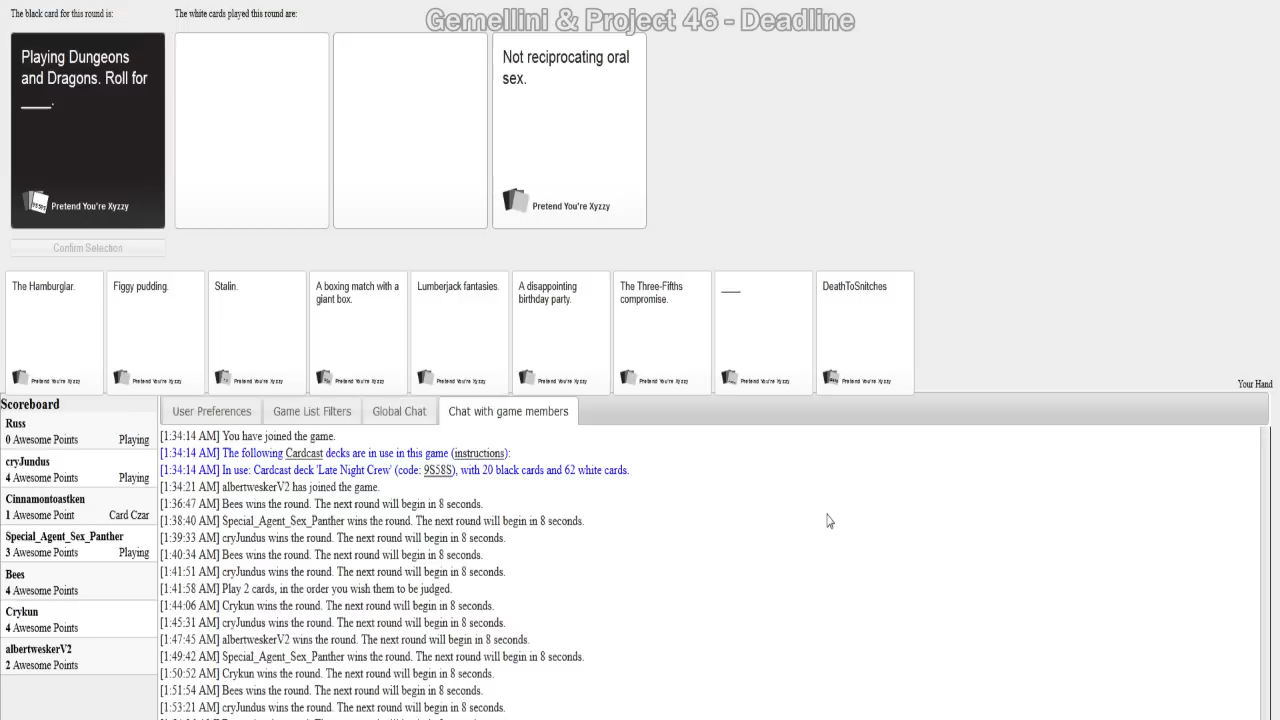 The black card for this round is:
The white cards played this round are:
Gemellini & Project 46 - Deadline
Playing Dungeons
and Dragons. Roll for
____.
Pretend You're Xyzzy
Not reciprocating oral
sex.
Pretend You're Xyzzy
Confirm Selection
The Hamburglar.
Pretend You're Xyzzy
Figgy pudding.
Pretend You're Xyzzy
Stalin.
Pretend You're Xyzzy
A boxing match with a
giant box.
Pretend You're Xyzzy
Lumberjack fantasies.
Pretend You're Xyzzy
A disappointing
birthday party.
Pretend You're Xyzzy
The Three-Fifths
compromise.
Pretend You're Xyzzy
____
Pretend You're Xyzzy
DeathToSnitches
Pretend You're Xyzzy
Your Hand
Scoreboard
Russ
0 Awesome Points Playing
cryJundus
4 Awesome Points Playing
Cinnamontoastken
1 Awesome Point Card Czar
Special_Agent_Sex_Panther
3 Awesome Points Playing
Bees
4 Awesome Points
Crykun
4 Awesome Points
albertweskerV2
2 Awesome Points
User Preferences
Game List Filters
Global Chat
Chat with game members
[1:34:14 AM] You have joined the game.
[1:34:14 AM] The following Cardcast decks are in use in this game (instructions):
[1:34:14 AM] In use: Cardcast deck 'Late Night Crew' (code: 9S58S), with 20 black cards and 62 white cards.
[1:34:21 AM] albertweskerV2 has joined the game.
[1:36:47 AM] Bees wins the round. The next round will begin in 8 seconds.
[1:38:40 AM] Special_Agent_Sex_Panther wins the round. The next round will begin in 8 seconds.
[1:39:33 AM] cryJundus wins the round. The next round will begin in 8 seconds.
[1:40:34 AM] Bees wins the round. The next round will begin in 8 seconds.
[1:41:51 AM] cryJundus wins the round. The next round will begin in 8 seconds.
[1:41:58 AM] Play 2 cards, in the order you wish them to be judged.
[1:44:06 AM] Crykun wins the round. The next round will begin in 8 seconds.
[1:45:31 AM] cryJundus wins the round. The next round will begin in 8 seconds.
[1:47:45 AM] albertweskerV2 wins the round. The next round will begin in 8 seconds.
[1:49:42 AM] Special_Agent_Sex_Panther wins the round. The next round will begin in 8 seconds.
[1:50:52 AM] Crykun wins the round. The next round will begin in 8 seconds.
[1:51:54 AM] Bees wins the round. The next round will begin in 8 seconds.
[1:53:21 AM] cryJundus wins the round. The next round will begin in 8 seconds.